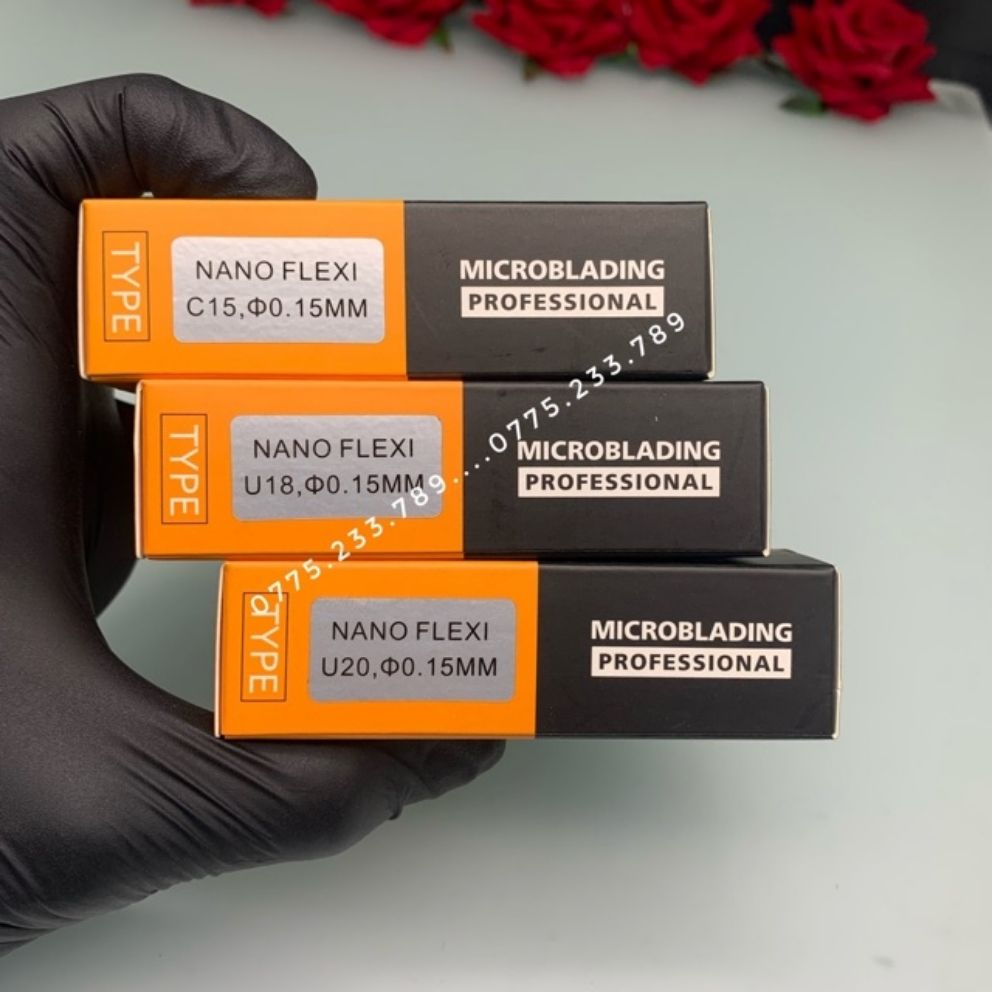 TYPE
NANO FLEXI
C15,Φ0.15MM
MICROBLADING
PROFESSIONAL
TYPE
NANO FLEXI
U18,Φ0.15MM
MICROBLADING
PROFESSIONAL
TYPE
NANO FLEXI
U20,Φ0.15MM
MICROBLADING
PROFESSIONAL
0775.233.789....0775.233.789